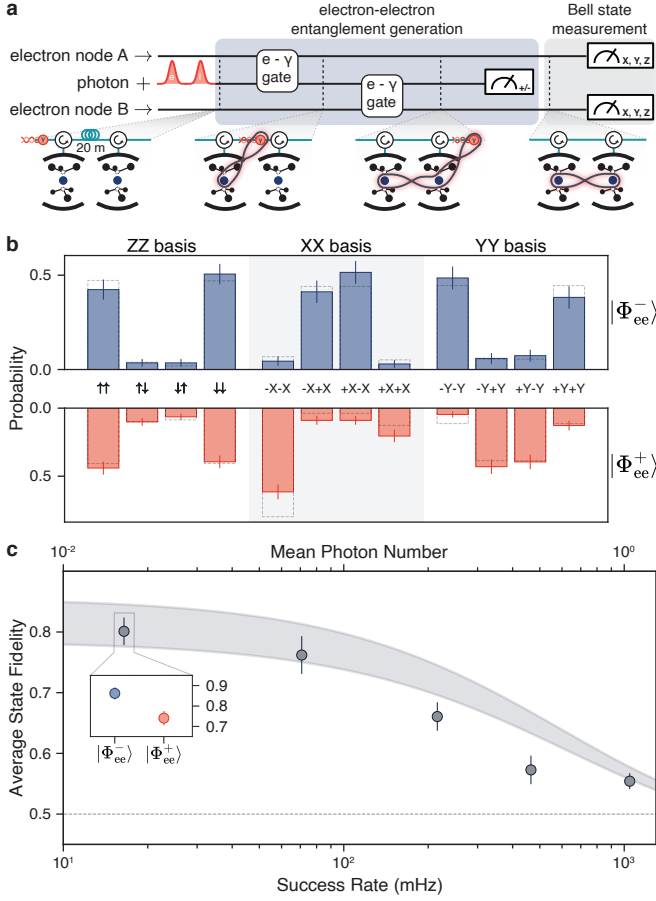 a
electron-electron
entanglement generation
Bell state
measurement
electron node A →
photon +
electron node B →
e - γ
gate
e - γ
gate
+/-
X, Y, Z
X, Y, Z
20 m
b
ZZ basis
XX basis
YY basis
Probability
0.5
0.0
|Φ⁻ee⟩
↑↑ ↑↓ ↓↑ ↓↓ -X-X -X+X +X-X +X+X -Y-Y -Y+Y +Y-Y +Y+Y
0.0
0.5
|Φ⁺ee⟩
c
Mean Photon Number
10⁻² 10⁰
Average State Fidelity
0.8
0.7
0.6
0.5
0.9
0.8
0.7
|Φ⁻ee⟩ |Φ⁺ee⟩
10¹ 10² 10³
Success Rate (mHz)